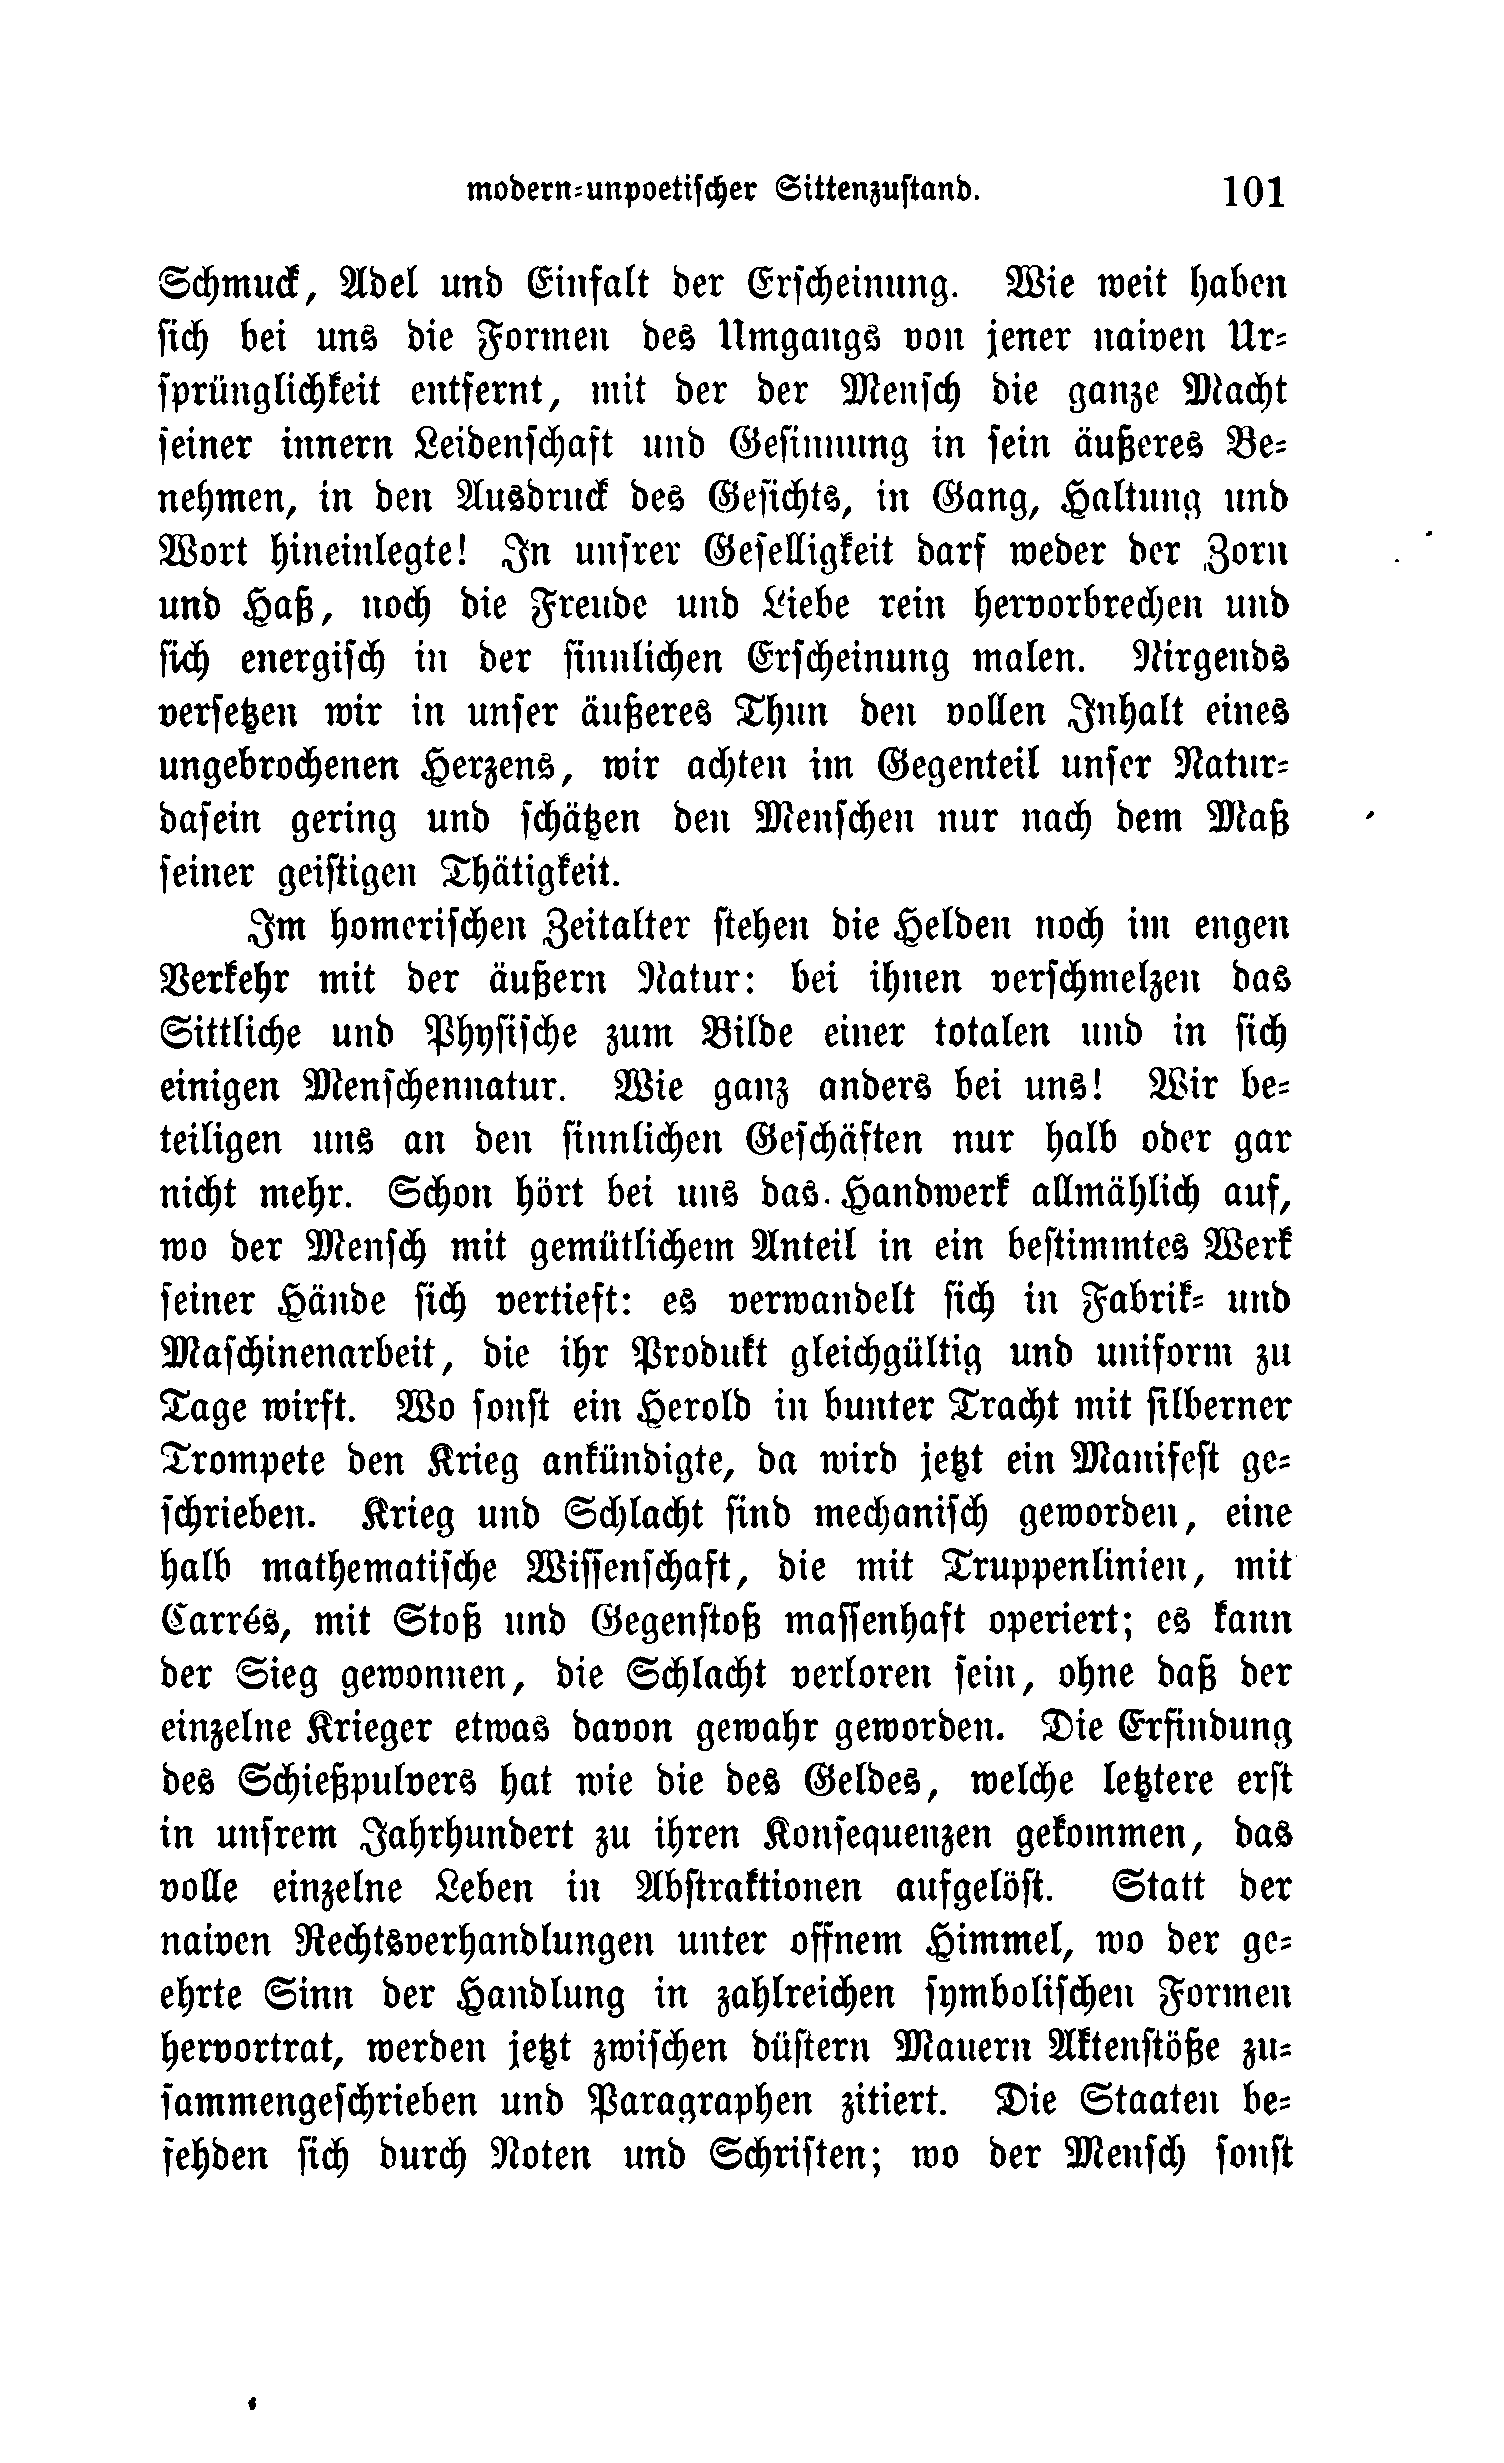 modern-unpoetischer Sittenzustand. 101
Schmuck, Adel und Einfalt der Erscheinung. Wie weit haben
sich bei uns die Formen des Umgangs von jener naiven Ur-
sprünglichkeit entfernt, mit der der Mensch die ganze Macht
seiner innern Leidenschaft und Gesinnung in sein äußeres Be-
nehmen, in den Ausdruck des Gesichts, in Gang, Haltung und
Wort hineinlegte! In unsrer Geselligkeit darf weder der Zorn
und Haß, noch die Freude und Liebe rein hervorbrechen und
sich energisch in der sinnlichen Erscheinung malen. Nirgends
versetzen wir in unser äußeres Thun den vollen Inhalt eines
ungebrochenen Herzens, wir achten im Gegenteil unser Natur-
dasein gering und schätzen den Menschen nur nach dem Maß
seiner geistigen Thätigkeit.
Im homerischen Zeitalter stehen die Helden noch im engen
Verkehr mit der äußern Natur: bei ihnen verschmelzen das
Sittliche und Physische zum Bilde einer totalen und in sich
einigen Menschennatur. Wie ganz anders bei uns! Wir be-
teiligen uns an den sinnlichen Geschäften nur halb oder gar
nicht mehr. Schon hört bei uns das Handwerk allmählich auf,
wo der Mensch mit gemütlichem Anteil in ein bestimmtes Werk
seiner Hände sich vertieft: es verwandelt sich in Fabrik- und
Maschinenarbeit, die ihr Produkt gleichgültig und uniform zu
Tage wirft. Wo sonst ein Herold in bunter Tracht mit silberner
Trompete den Krieg ankündigte, da wird jetzt ein Manifest ge-
schrieben. Krieg und Schlacht sind mechanisch geworden, eine
halb mathematische Wissenschaft, die mit Truppenlinien, mit
Carrés, mit Stoß und Gegenstoß massenhaft operiert; es kann
der Sieg gewonnen, die Schlacht verloren sein, ohne daß der
einzelne Krieger etwas davon gewahr geworden. Die Erfindung
des Schießpulvers hat wie die des Geldes, welche letztere erst
in unsrem Jahrhundert zu ihren Konsequenzen gekommen, das
volle einzelne Leben in Abstraktionen aufgelöst. Statt der
naiven Rechtsverhandlungen unter offnem Himmel, wo der ge-
ehrte Sinn der Handlung in zahlreichen symbolischen Formen
hervortrat, werden jetzt zwischen düstern Mauern Aktenstöße zu-
sammengeschrieben und Paragraphen zitiert. Die Staaten be-
fehden sich durch Noten und Schriften; wo der Mensch sonst